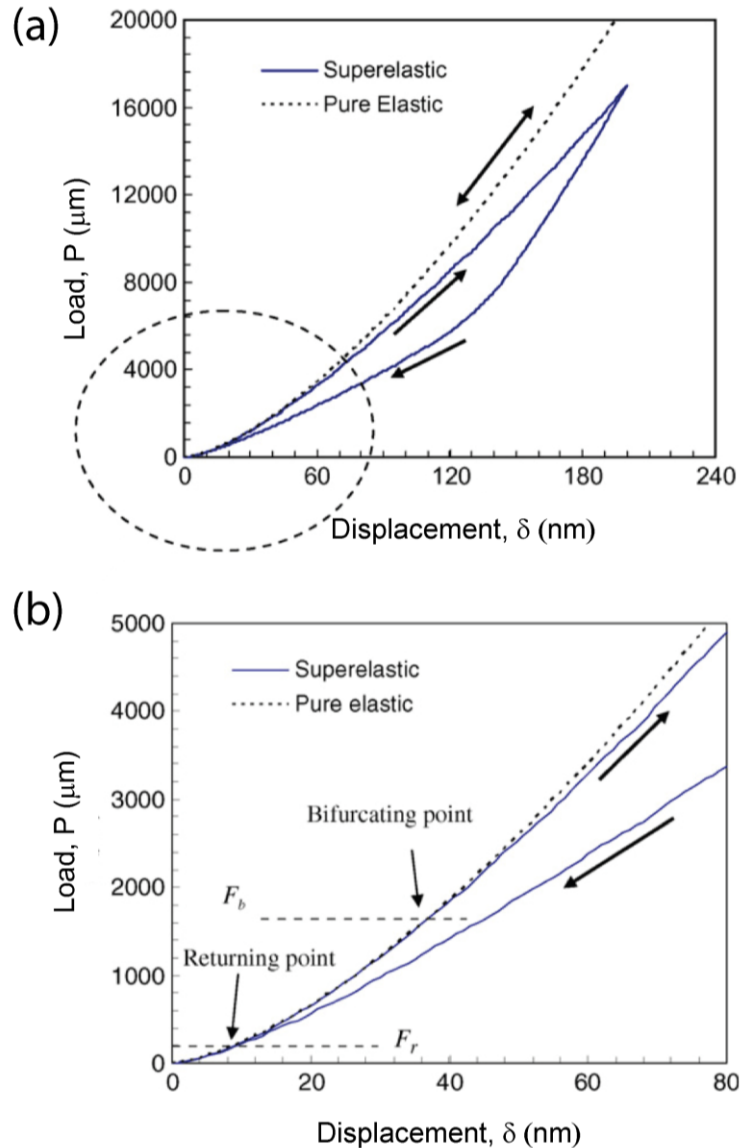 (a)
20000
16000
12000
8000
4000
0
Load, P (μm)
Superelastic
Pure Elastic
0 60 120 180 240
Displacement, δ (nm)
(b)
5000
4000
3000
2000
1000
0
Load, P (μm)
Superelastic
Pure elastic
Bifurcating point
F_b
Returning point
F_r
0 20 40 60 80
Displacement, δ (nm)